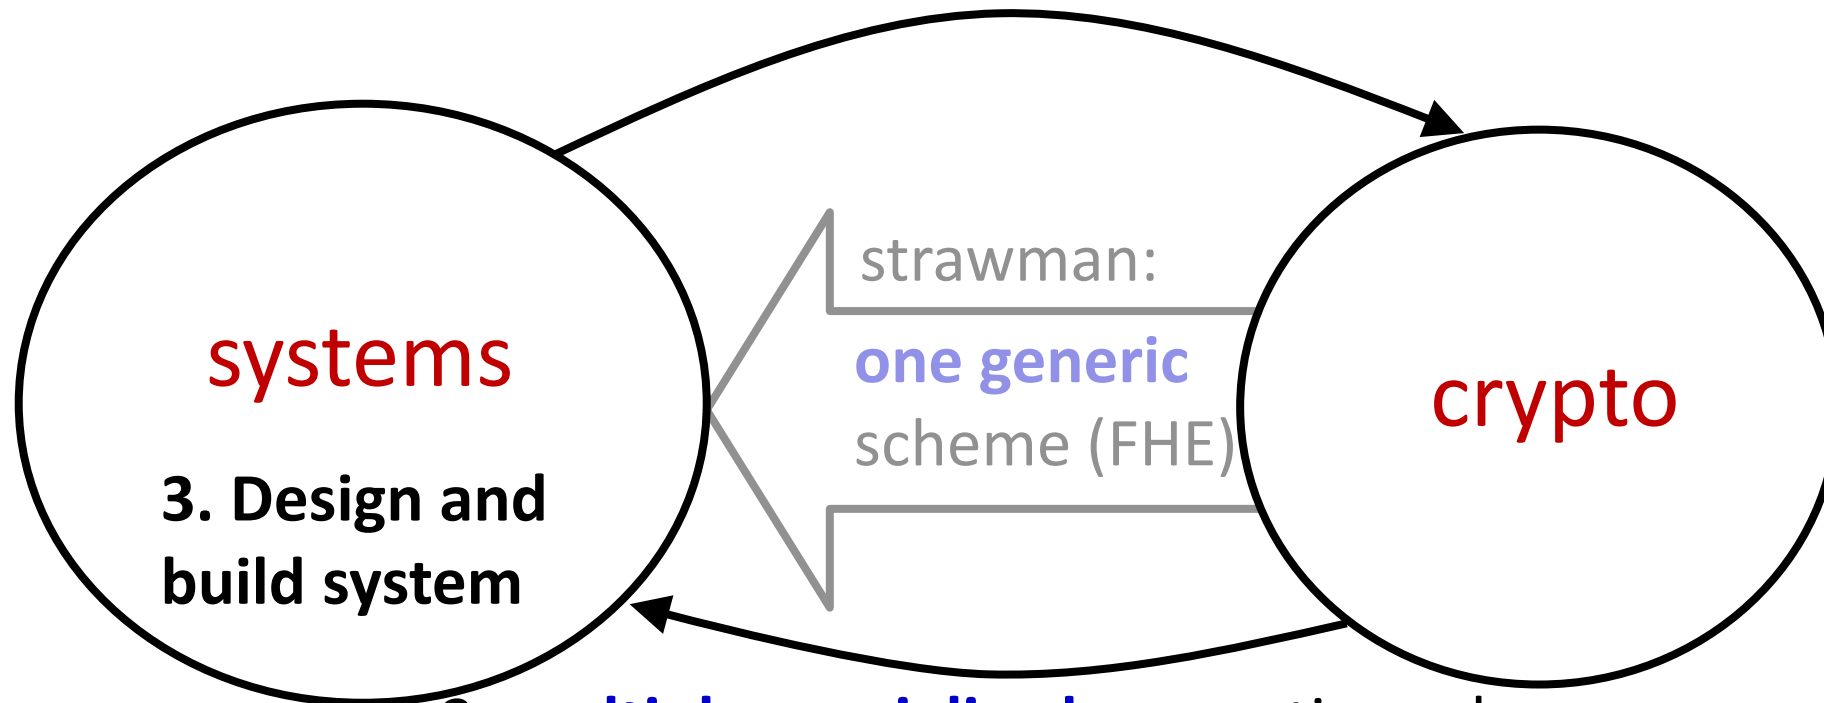 strawman:
one generic
scheme (FHE)
systems
crypto
3. Design and
build system